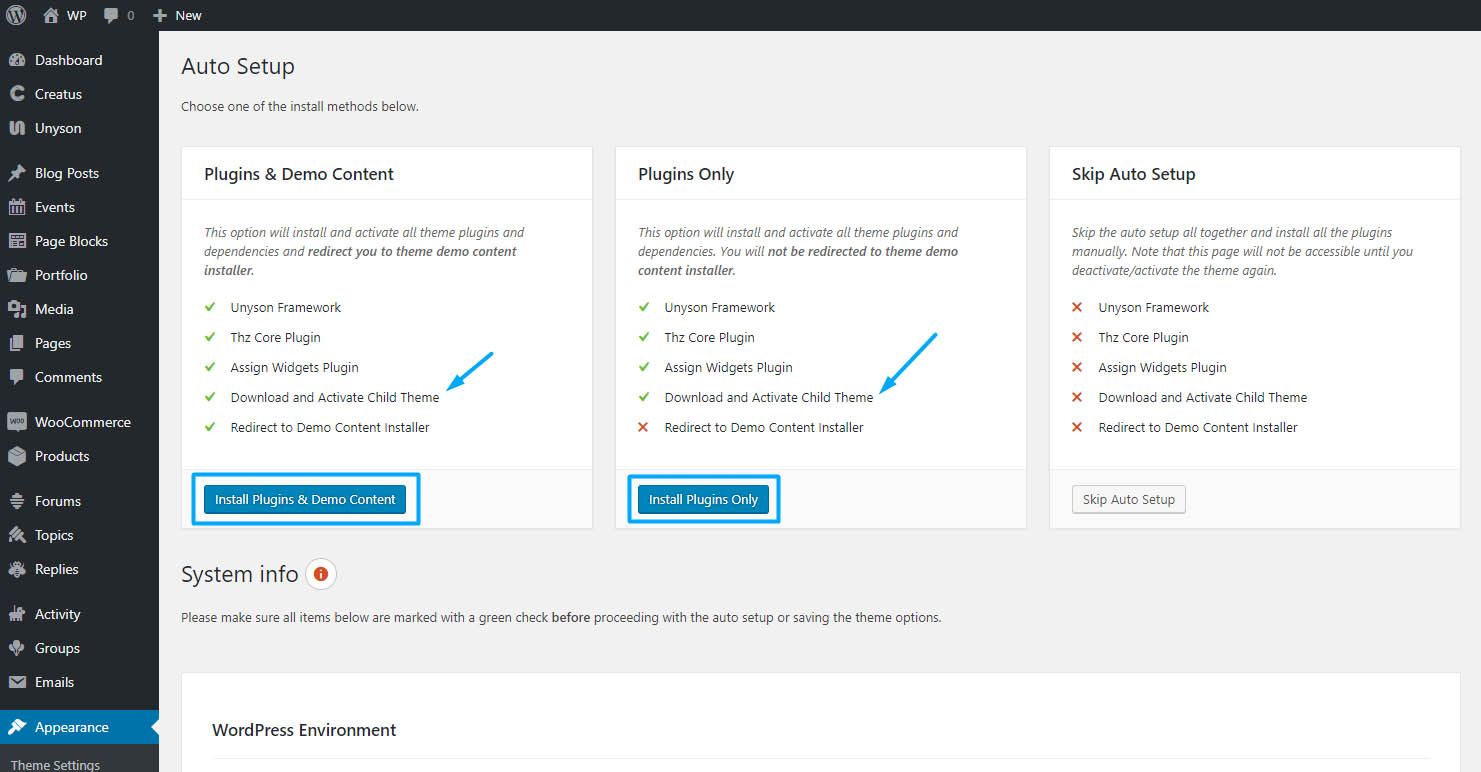 WP 0 New
Dashboard
Creatus
Unyson
Blog Posts
Events
Page Blocks
Portfolio
Media
Pages
Comments
WooCommerce
Products
Forums
Topics
Replies
Activity
Groups
Emails
Appearance
Theme Settings
Auto Setup
Choose one of the install methods below.
Plugins & Demo Content
This option will install and activate all theme plugins and
dependencies and redirect you to theme demo content
installer.
Unyson Framework
Thz Core Plugin
Assign Widgets Plugin
Download and Activate Child Theme
Redirect to Demo Content Installer
Install Plugins & Demo Content
Plugins Only
This option will install and activate all theme plugins and
dependencies. You will not be redirected to theme demo
content installer.
Unyson Framework
Thz Core Plugin
Assign Widgets Plugin
Download and Activate Child Theme
Redirect to Demo Content Installer
Install Plugins Only
Skip Auto Setup
Skip the auto setup all together and install all the plugins
manually. Note that this page will not be accessible until you
deactivate/activate the theme again.
Unyson Framework
Thz Core Plugin
Assign Widgets Plugin
Download and Activate Child Theme
Redirect to Demo Content Installer
Skip Auto Setup
System info
Please make sure all items below are marked with a green check before proceeding with the auto setup or saving the theme options.
WordPress Environment